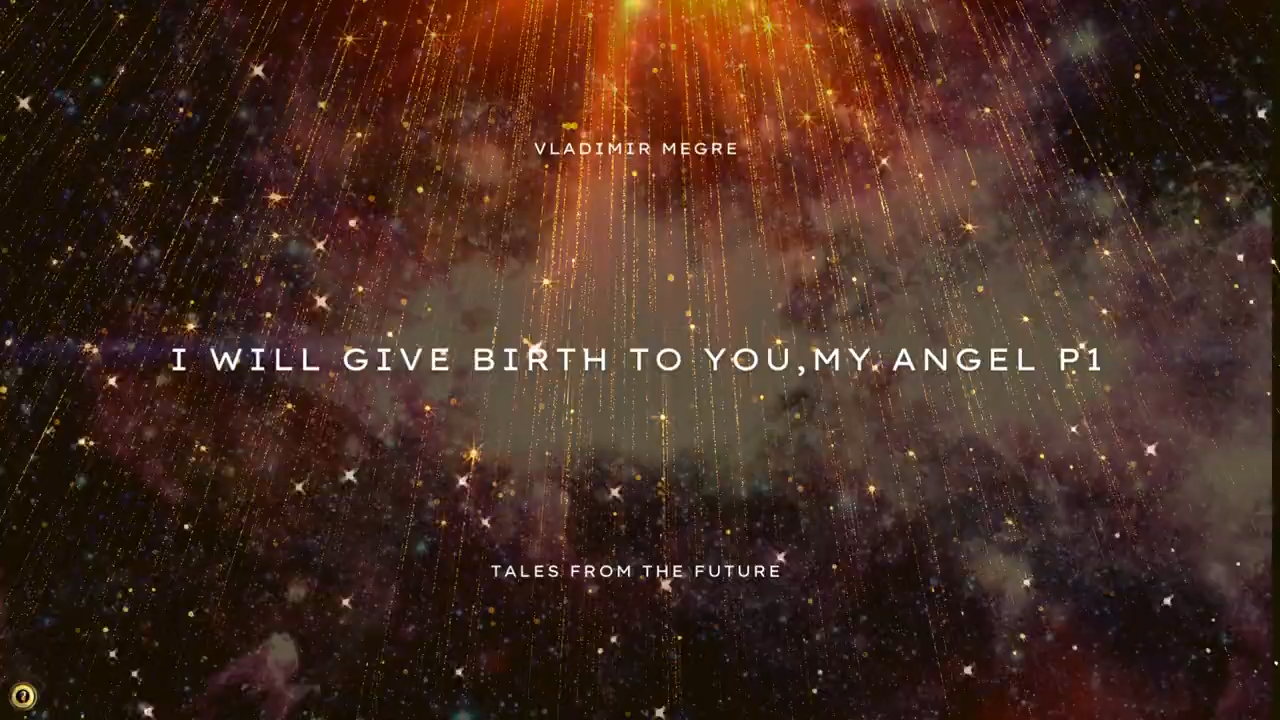 VLADIMIR MEGRE
I WILL GIVE BIRTH TO YOU,MY ANGEL P1
TALES FROM THE FUTURE